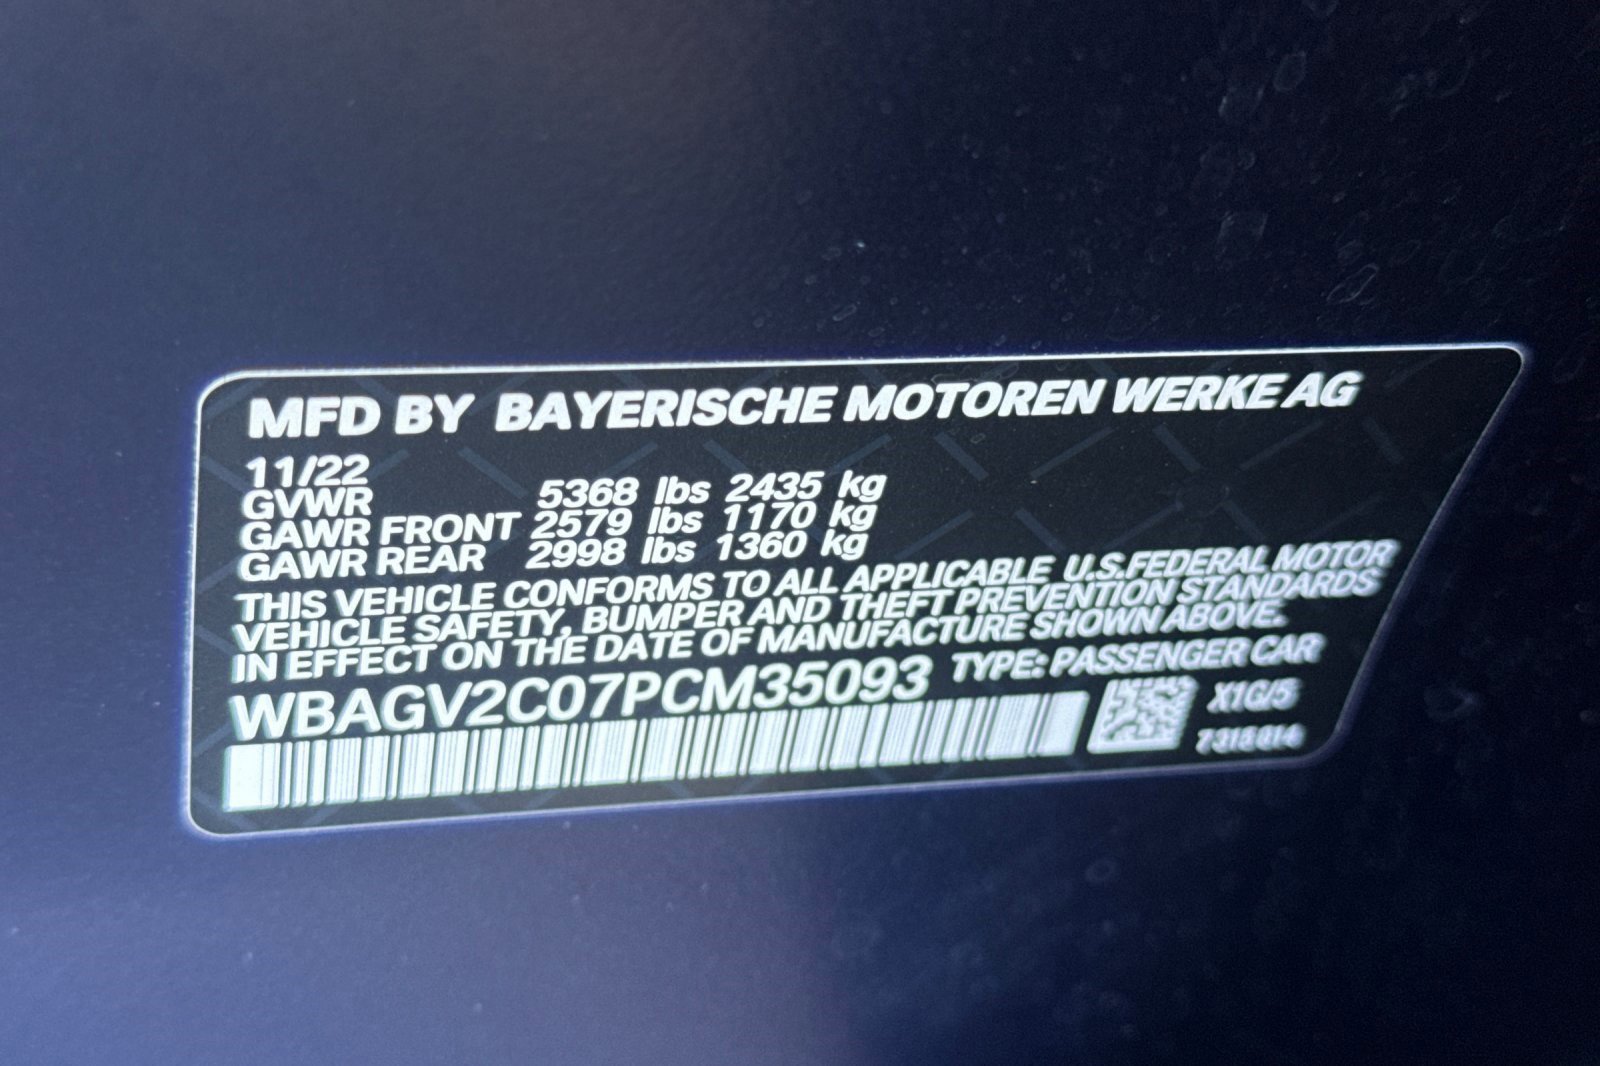 MFD BY BAYERISCHE MOTOREN WERKE AG
11/22
GVWR 5368 lbs 2435 kg
GAWR FRONT 2579 lbs 1170 kg
GAWR REAR 2998 lbs 1360 kg
THIS VEHICLE CONFORMS TO ALL APPLICABLE U.S.FEDERAL MOTOR
VEHICLE SAFETY, BUMPER AND THEFT PREVENTION STANDARDS
IN EFFECT ON THE DATE OF MANUFACTURE SHOWN ABOVE.
WBAGV2C07PCM35093 TYPE: PASSENGER CAR
X1G/5